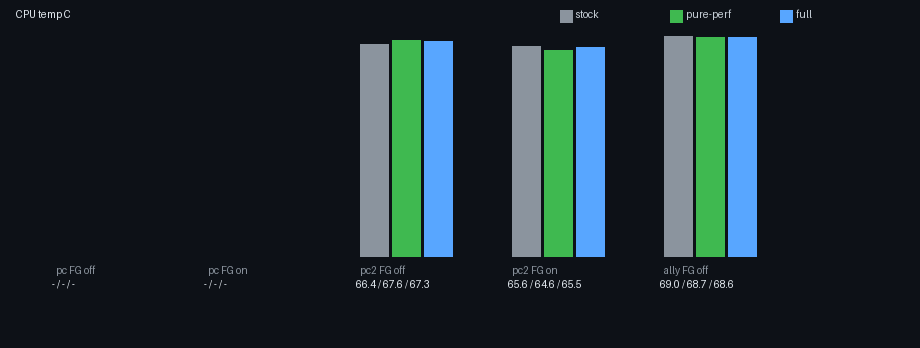 CPU temp C
stock pure-perf full
pc FG off pc FG on pc2 FG off pc2 FG on ally FG off
-/-/- -/-/- 66.4 / 67.6 / 67.3 65.6 / 64.6 / 65.5 69.0 / 68.7 / 68.6